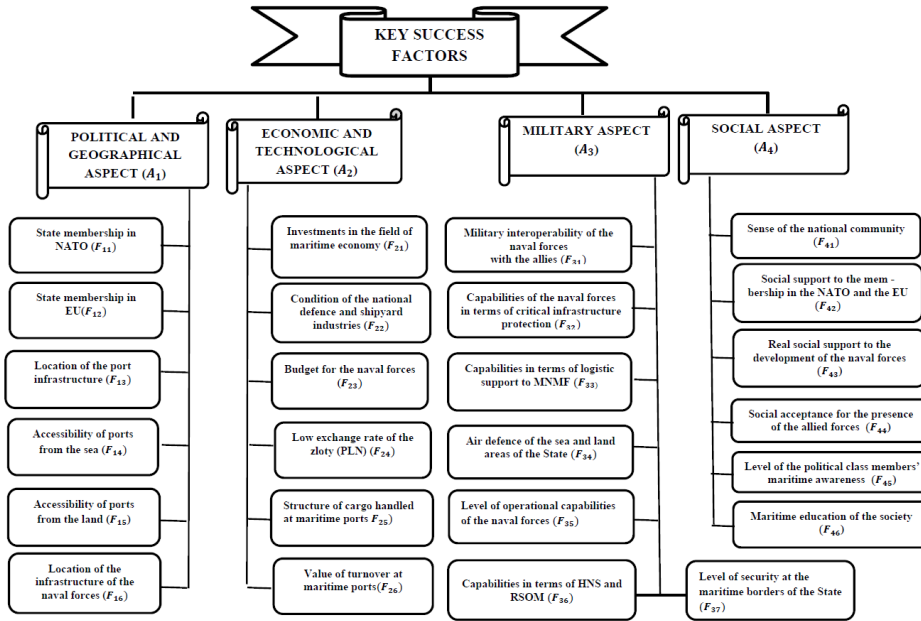 KEY SUCCESS
FACTORS
POLITICAL AND
GEOGRAPHICAL
ASPECT (A₁)
State membership in
NATO (F₁₁)
State membership in
EU(F₁₂)
Location of the port
infrastructure (F₁₃)
Accessibility of ports
from the sea (F₁₄)
Accessibility of ports
from the land (F₁₅)
Location of the
infrastructure of the
naval forces (F₁₆)
ECONOMIC AND
TECHNOLOGICAL
ASPECT (A₂)
Investments in the field of
maritime economy (F₂₁)
Condition of the national
defence and shipyard
industries (F₂₂)
Budget for the naval forces
(F₂₃)
Low exchange rate of the
zloty (PLN) (F₂₄)
Structure of cargo handled
at maritime ports F₂₅)
Value of turnover at
maritime ports(F₂₆)
MILITARY ASPECT
(A₃)
Military interoperability of the
naval forces
with the allies (F₃₁)
Capabilities of the naval forces
in terms of critical infrastructure
protection (F₃₂)
Capabilities in terms of logistic
support to MNMF (F₃₃)
Air defence of the sea and land
areas of the State (F₃₄)
Level of operational capabilities
of the naval forces (F₃₅)
Capabilities in terms of HNS and
RSOM (F₃₆)
Level of security at the
maritime borders of the State
(F₃₇)
SOCIAL ASPECT
(A₄)
Sense of the national community
(F₄₁)
Social support to the mem -
bership in the NATO and the EU
(F₄₂)
Real social support to the
development of the naval forces
(F₄₃)
Social acceptance for the presence
of the allied forces (F₄₄)
Level of the political class members'
maritime awareness (F₄₅)
Maritime education of the society
(F₄₆)